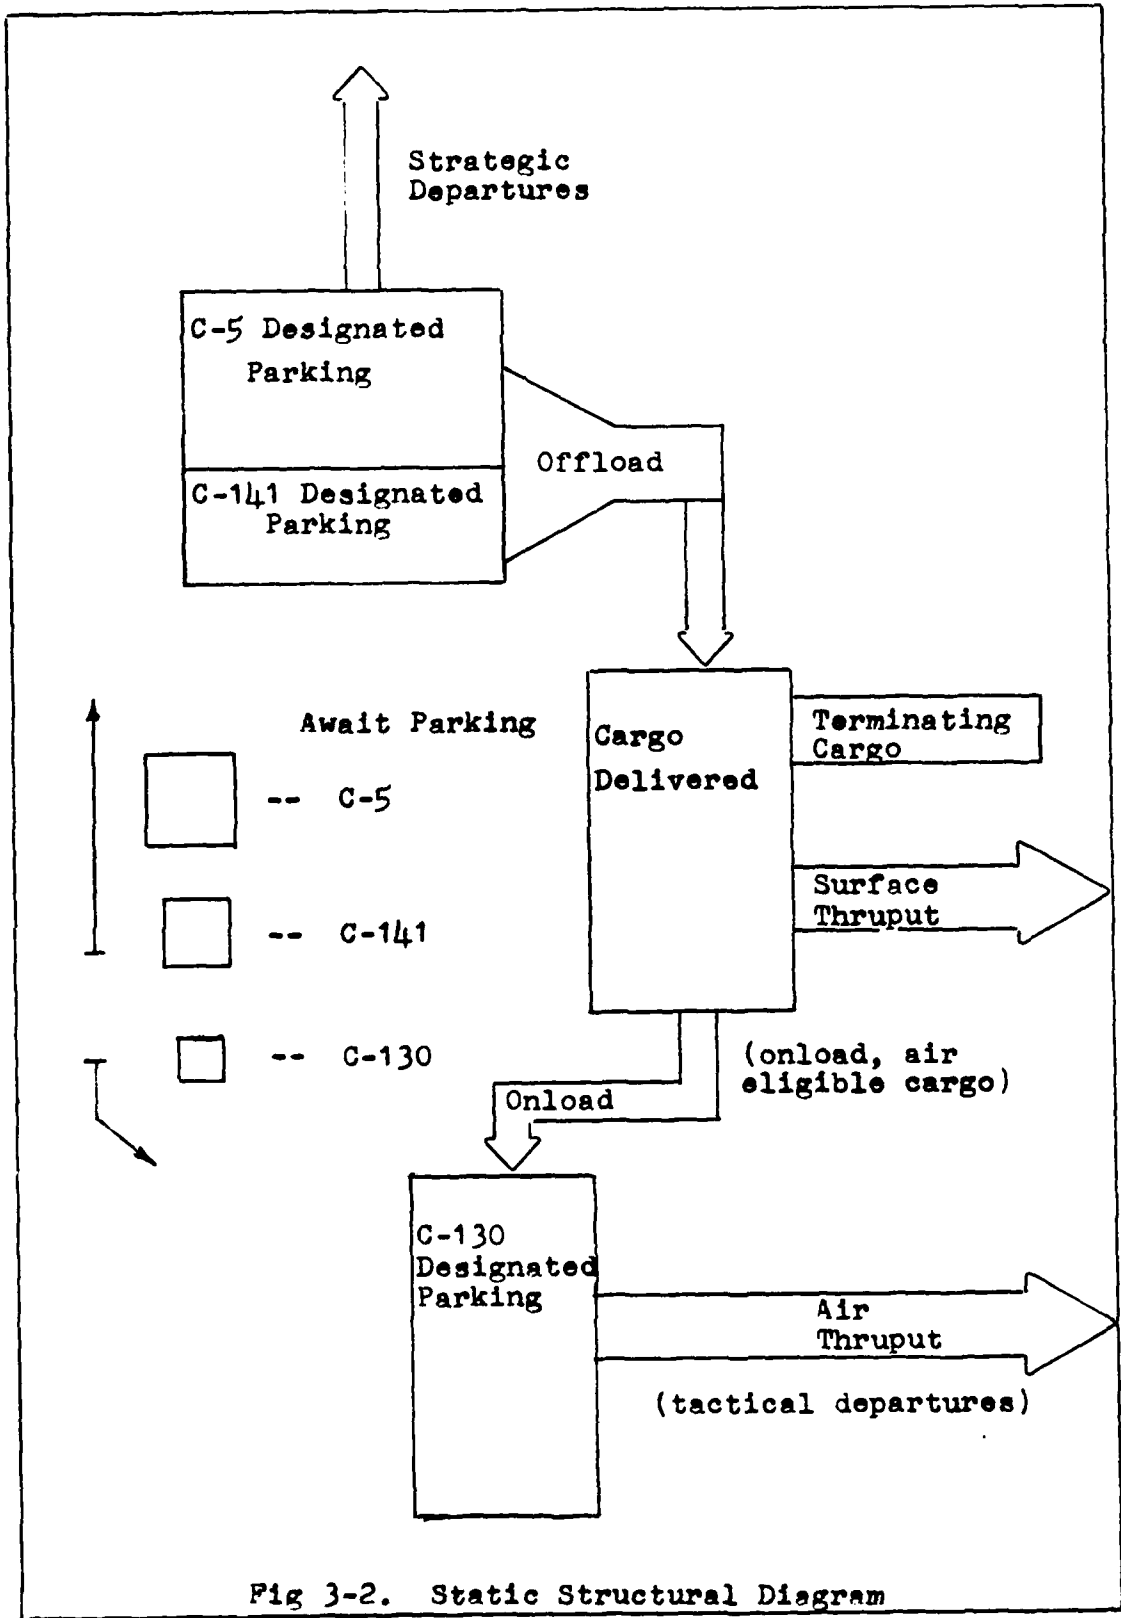 Strategic
Departures
C-5 Designated
Parking
Offload
C-141 Designated
Parking
Await Parking
-- C-5
-- C-141
-- C-130
Cargo
Delivered
Terminating
Cargo
Surface
Thruput
(onload, air
eligible cargo)
Onload
C-130
Designated
Parking
Air
Thruput
(tactical departures)
Fig 3-2. Static Structural Diagram